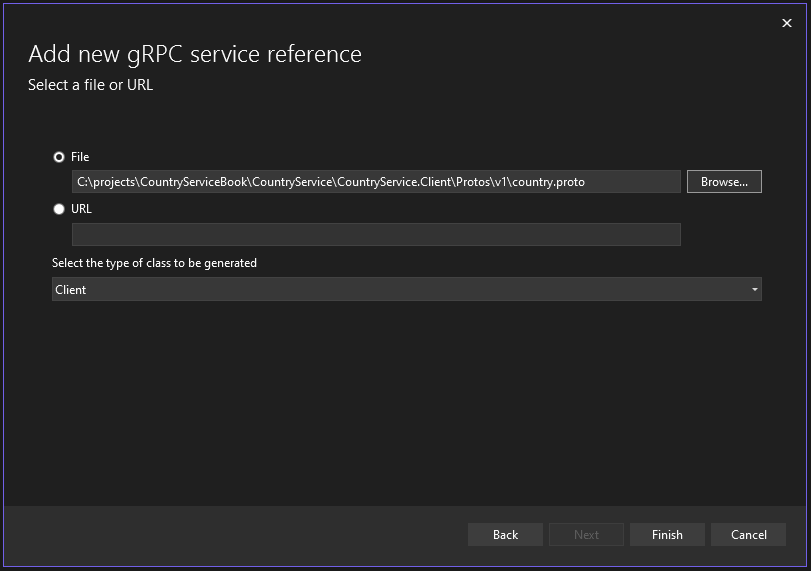 Add new gRPC service reference
Select a file or URL
File
C:\projects\CountryServiceBook\CountryService\CountryService.Client\Protos\v1\country.proto
Browse...
URL
Select the type of class to be generated
Client
Back
Next
Finish
Cancel